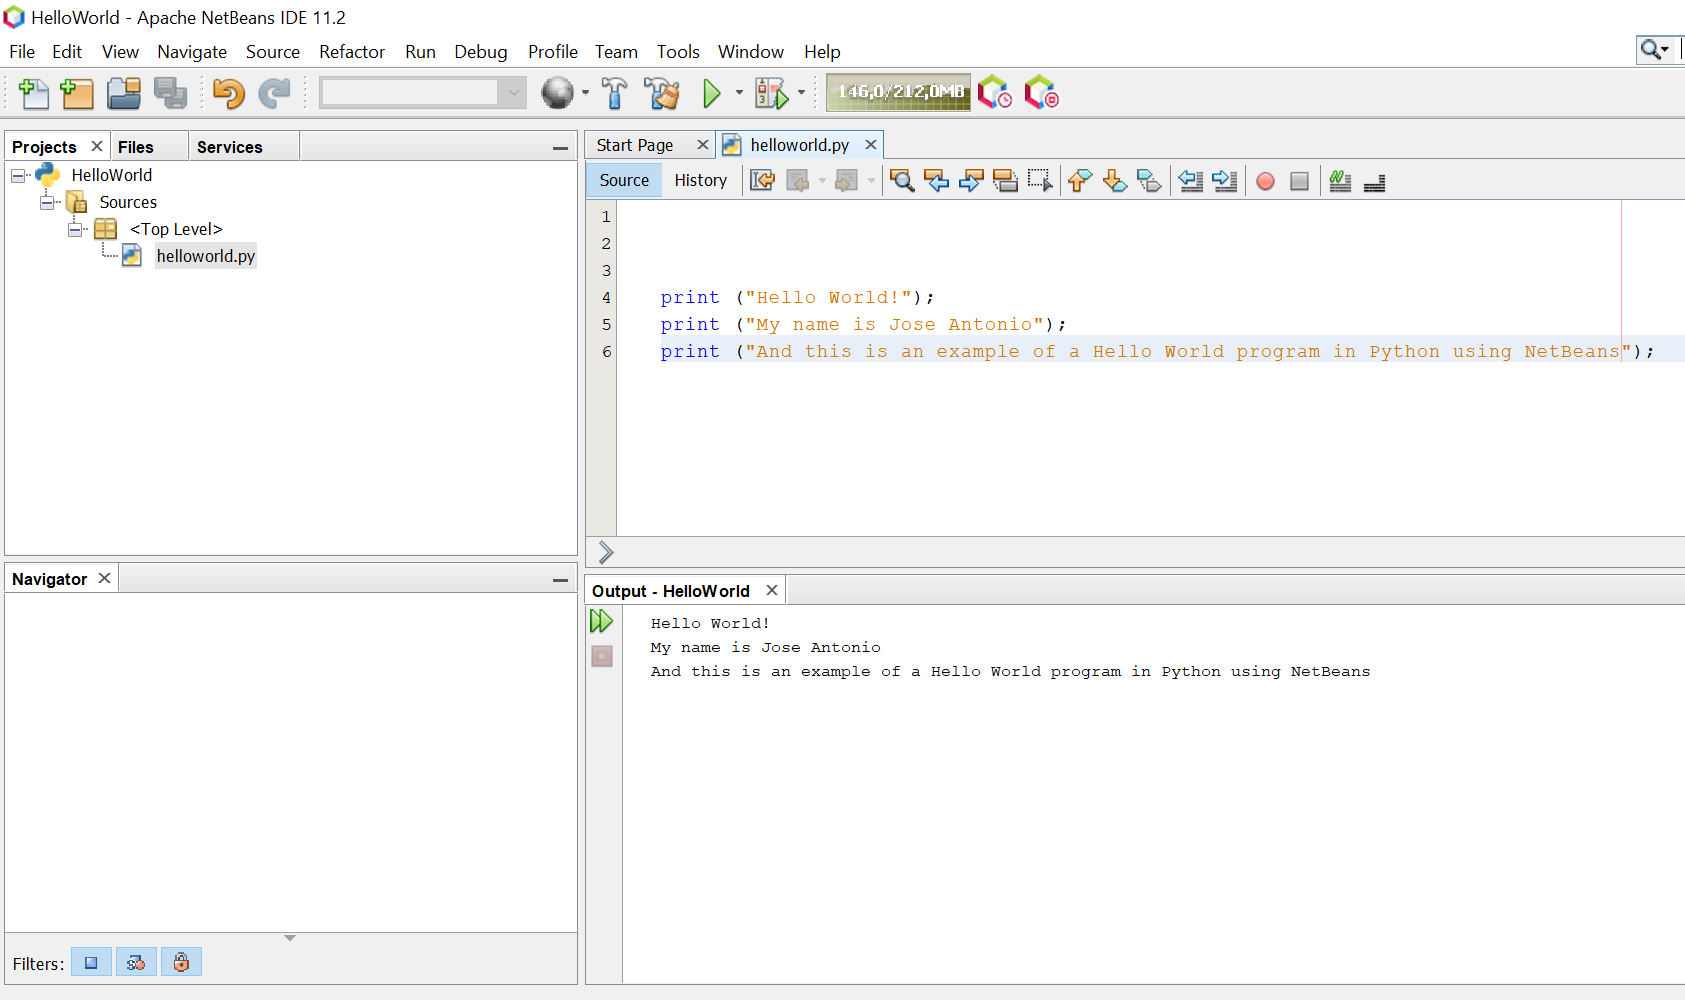 HelloWorld - Apache NetBeans IDE 11.2
File Edit View Navigate Source Refactor Run Debug Profile Team Tools Window Help
146,0/212,0MB
Projects Files Services
HelloWorld
Sources
<Top Level>
helloworld.py
Navigator
Filters:
Start Page helloworld.py
Source History
1
2
3
4 print ("Hello World!");
5 print ("My name is Jose Antonio");
6 print ("And this is an example of a Hello World program in Python using NetBeans");
Output - HelloWorld
Hello World!
My name is Jose Antonio
And this is an example of a Hello World program in Python using NetBeans